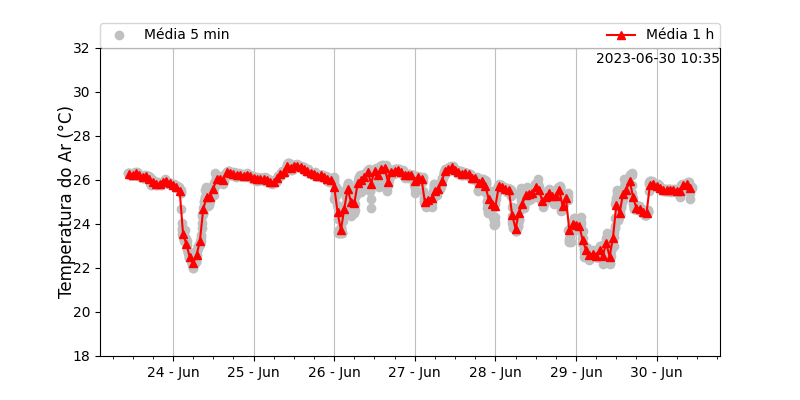 Média 5 min
Média 1 h
2023-06-30 10:35
Temperatura do Ar (°C)
32
30
28
26
24
22
20
18
24 - Jun
25 - Jun
26 - Jun
27 - Jun
28 - Jun
29 - Jun
30 - Jun